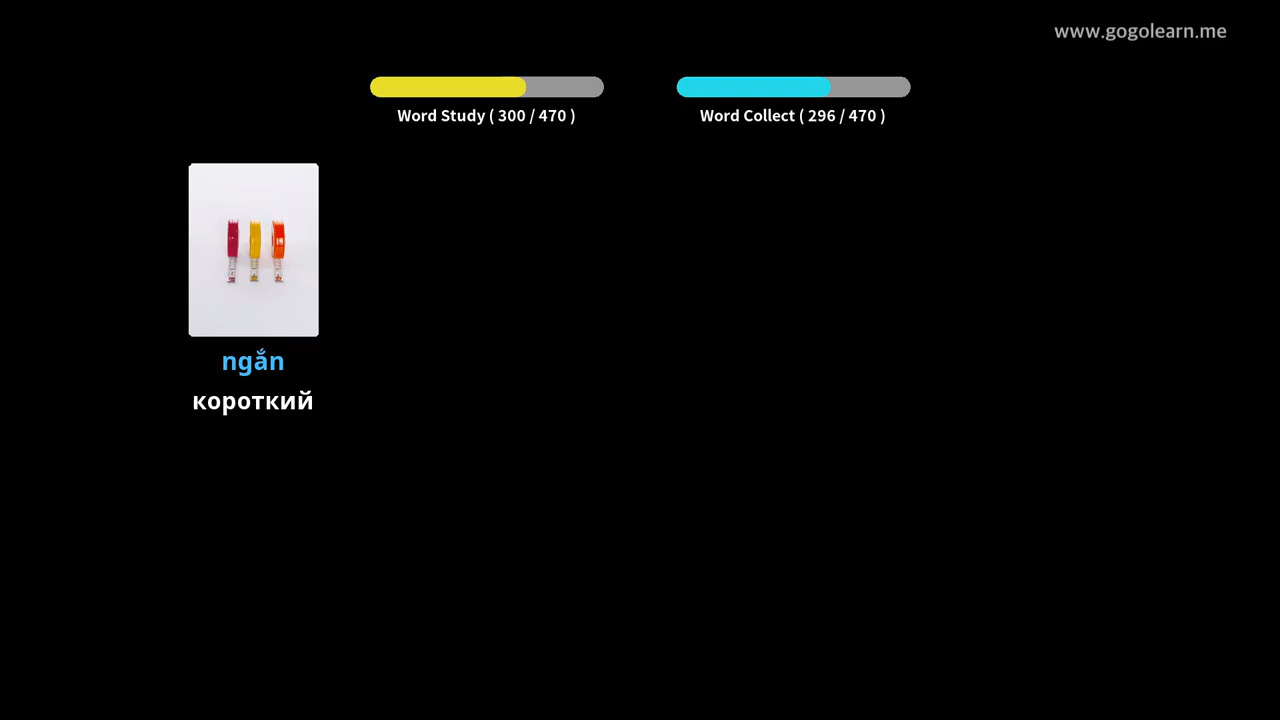 www.gogolearn.me
Word Study ( 300 / 470 )
Word Collect ( 296 / 470 )
ngắn
короткий